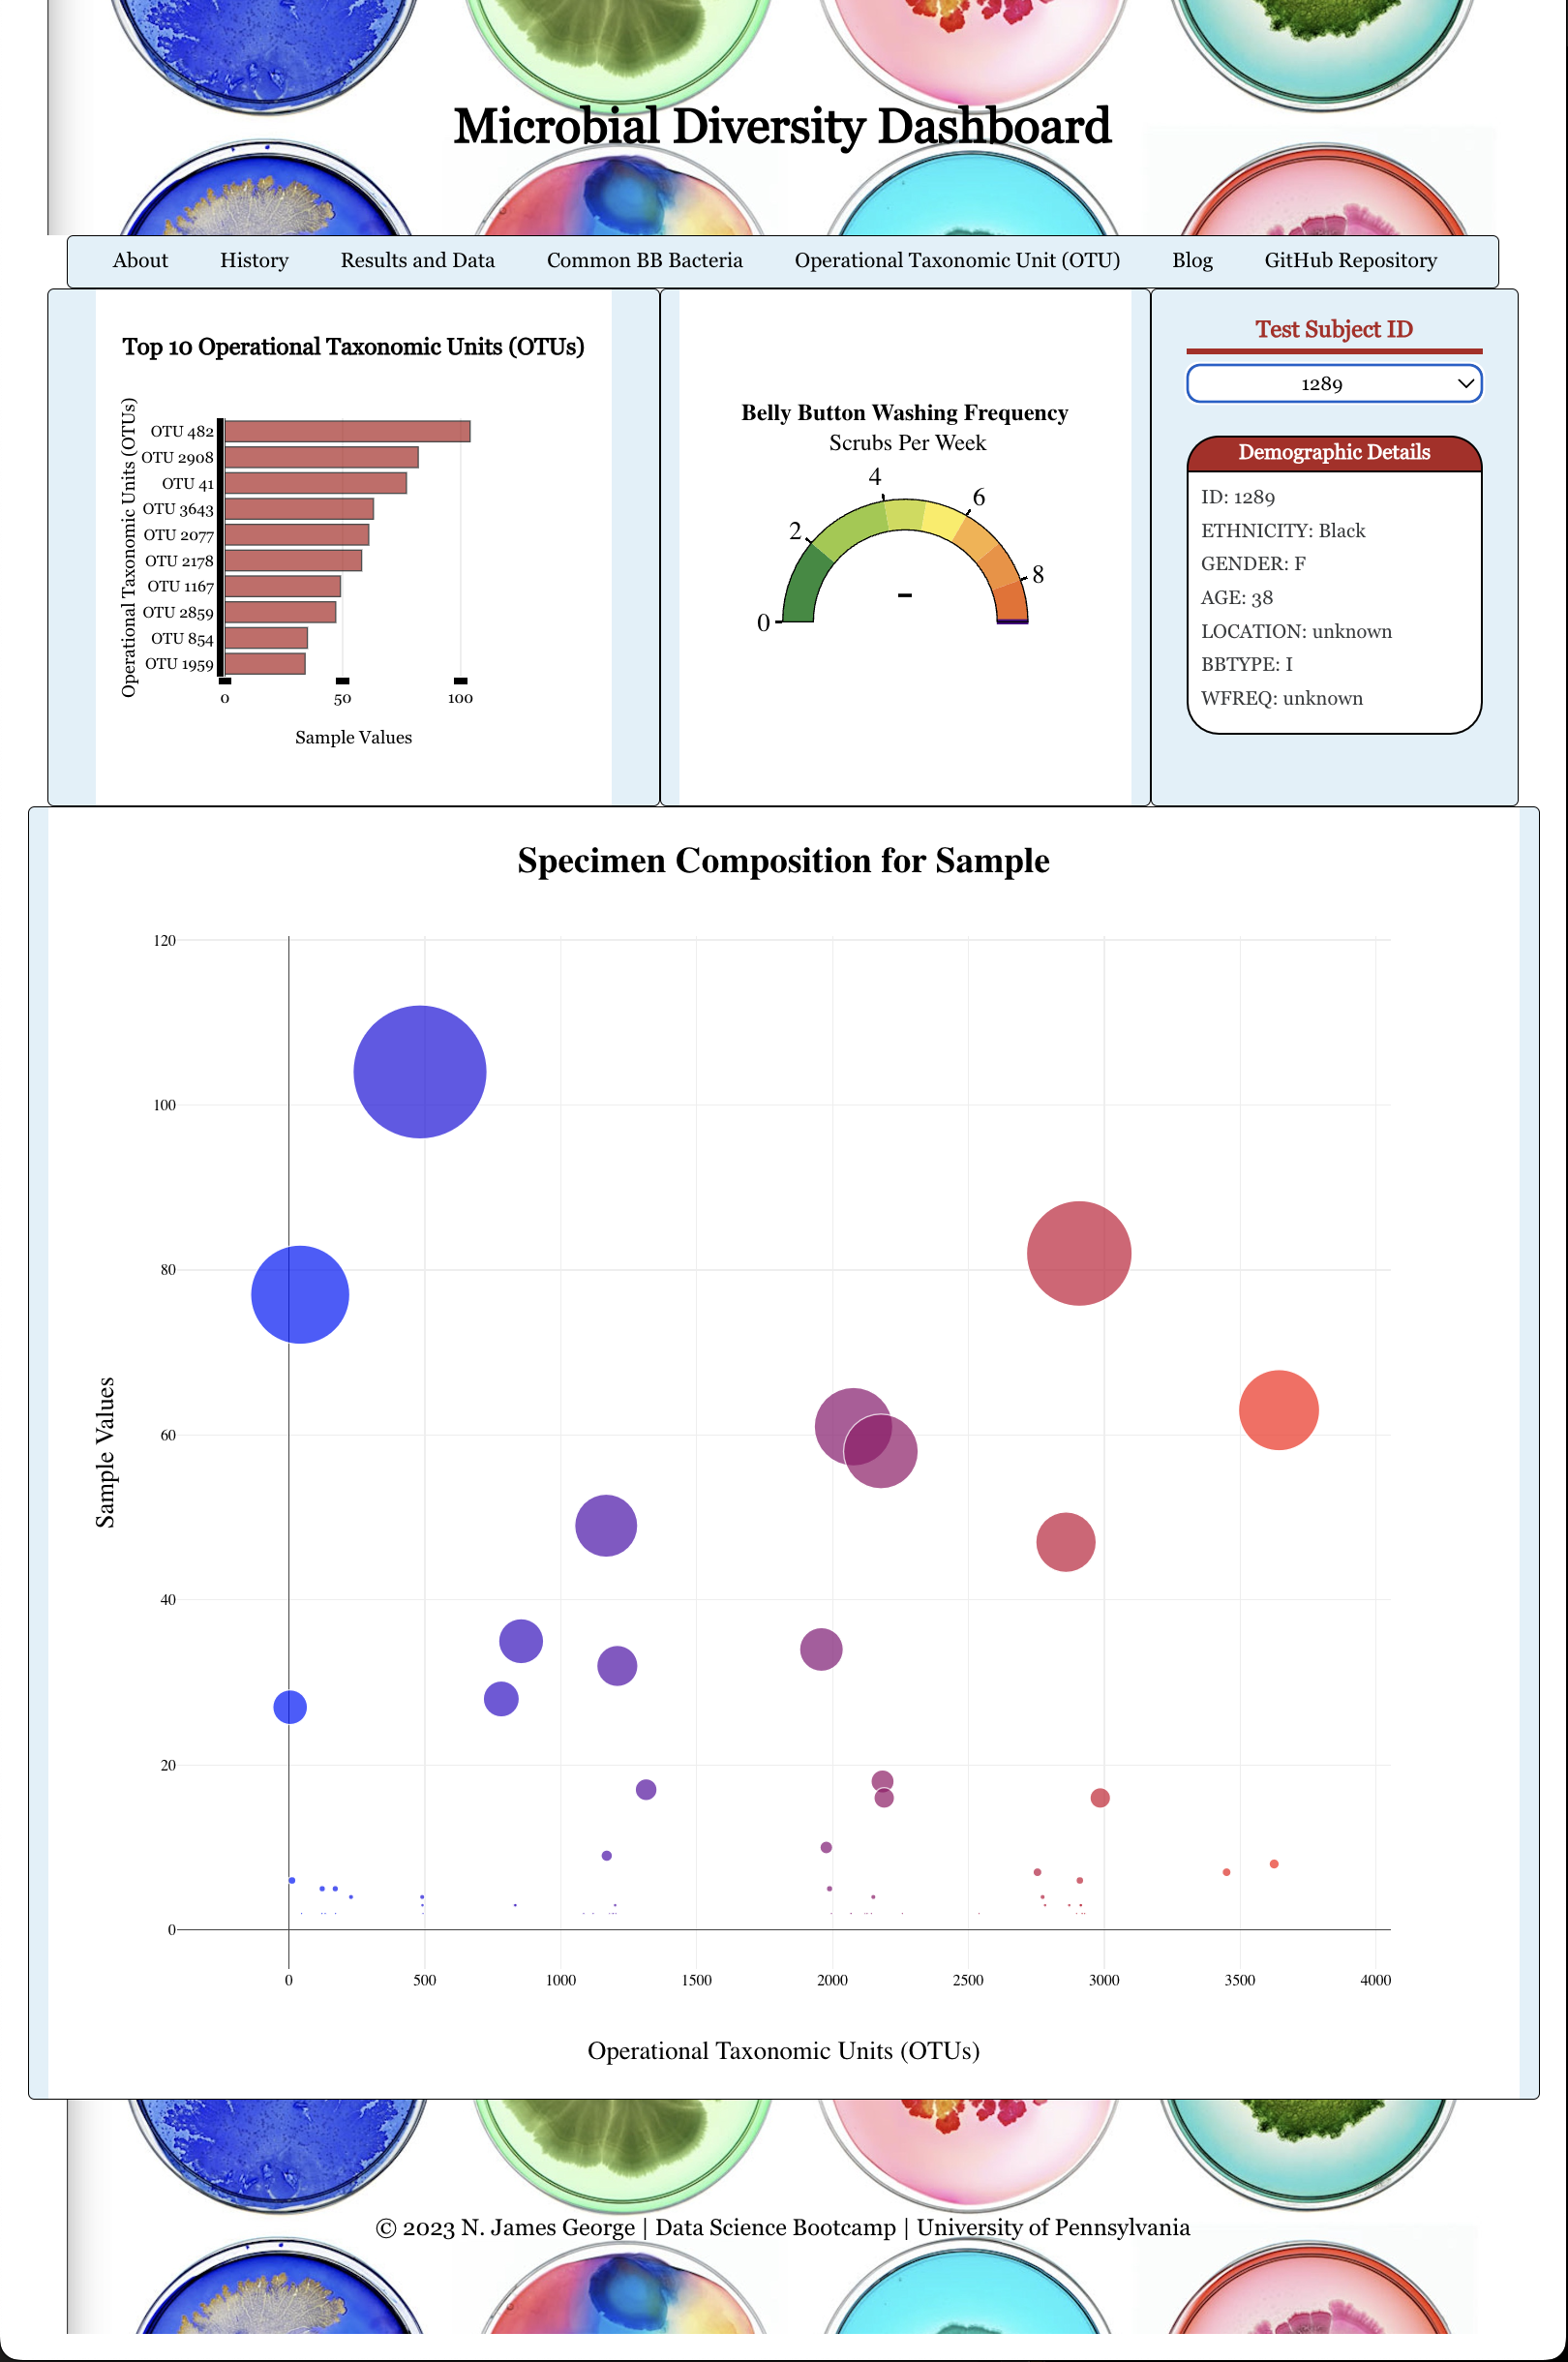 Microbial Diversity Dashboard
About History Results and Data Common BB Bacteria Operational Taxonomic Unit (OTU) Blog GitHub Repository
Top 10 Operational Taxonomic Units (OTUs)
Operational Taxonomic Units (OTUs)
OTU 482
OTU 2908
OTU 41
OTU 3643
OTU 2077
OTU 2178
OTU 1167
OTU 2859
OTU 854
OTU 1959
0 50 100
Sample Values
Belly Button Washing Frequency
Scrubs Per Week
0 2 4 6 8
-
Test Subject ID
1289
Demographic Details
ID: 1289
ETHNICITY: Black
GENDER: F
AGE: 38
LOCATION: unknown
BBTYPE: I
WFREQ: unknown
Specimen Composition for Sample
Sample Values
120
100
80
60
40
20
0
0 500 1000 1500 2000 2500 3000 3500 4000
Operational Taxonomic Units (OTUs)
© 2023 N. James George | Data Science Bootcamp | University of Pennsylvania